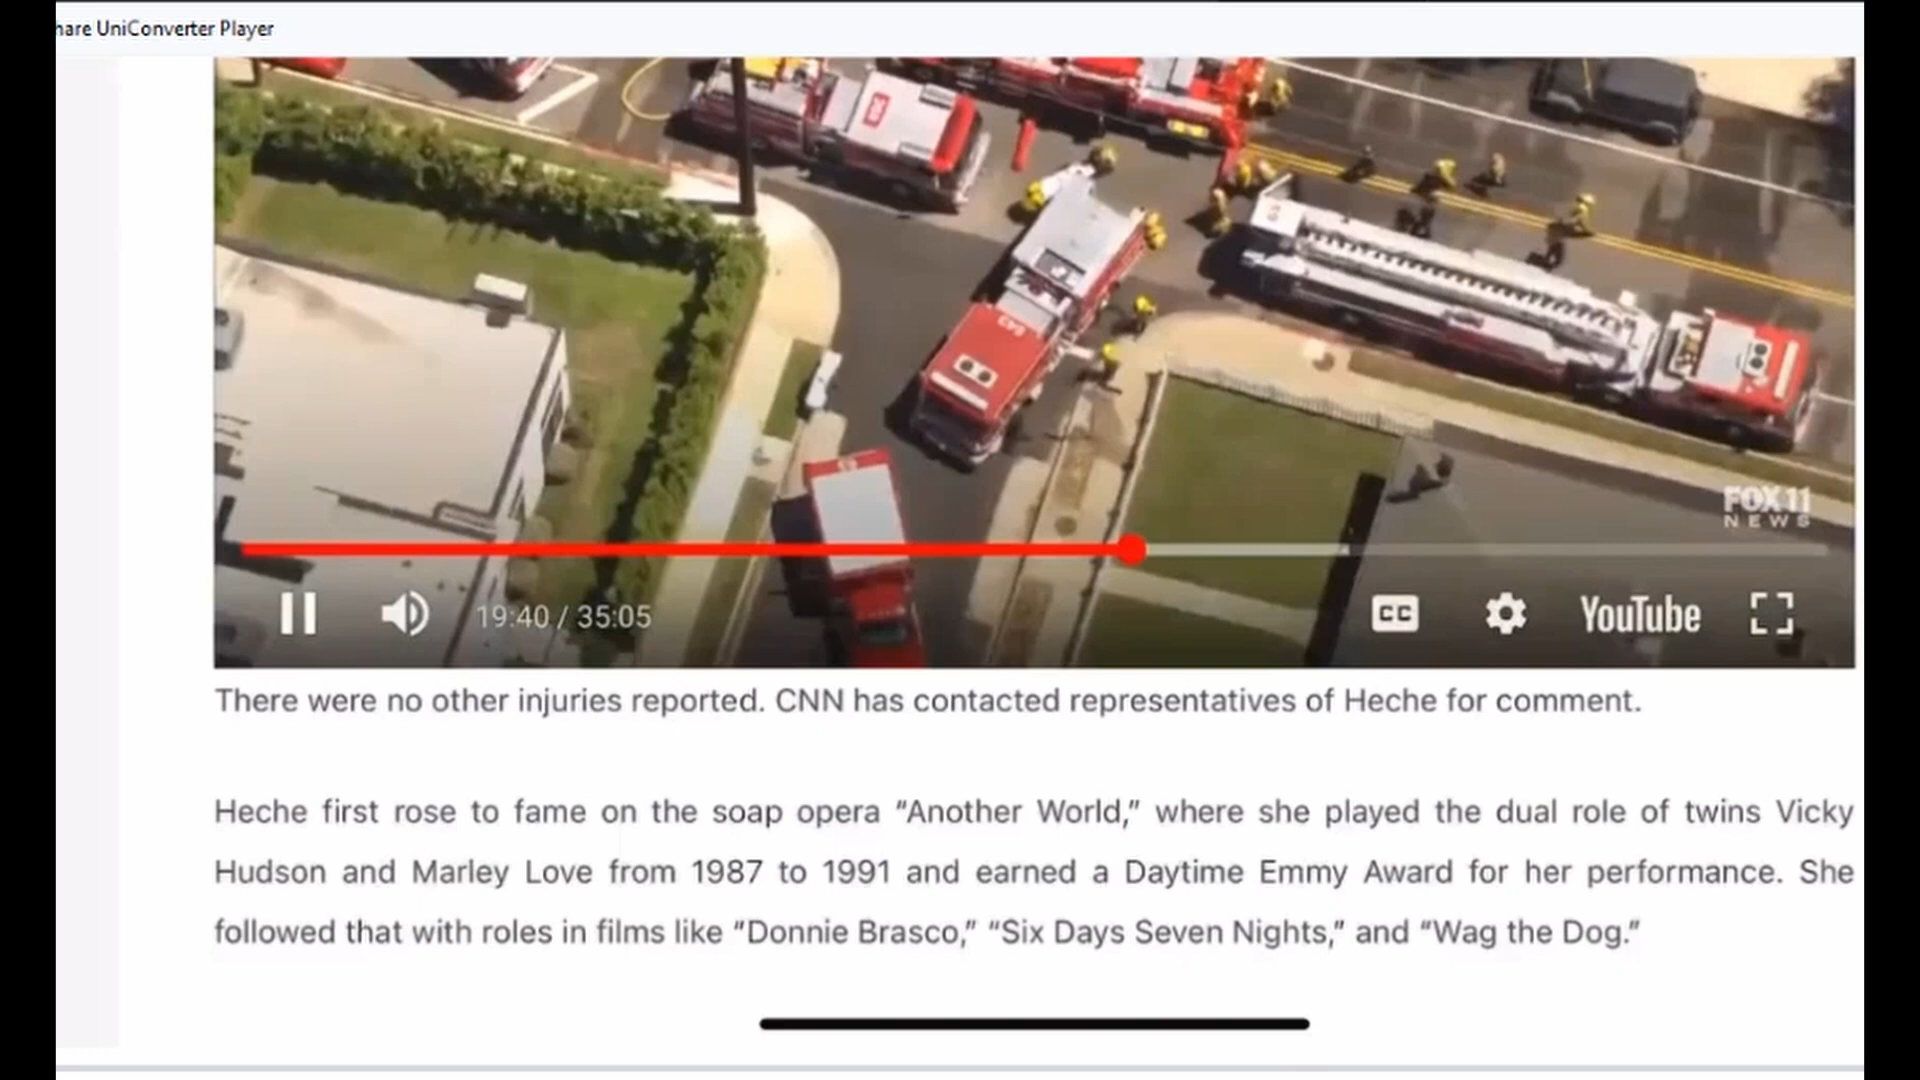 hare UniConverter Player
FOX 11
NEWS
19:40 / 35:05
CC
YouTube
There were no other injuries reported. CNN has contacted representatives of Heche for comment.
Heche first rose to fame on the soap opera “Another World,” where she played the dual role of twins Vicky
Hudson and Marley Love from 1987 to 1991 and earned a Daytime Emmy Award for her performance. She
followed that with roles in films like “Donnie Brasco,” “Six Days Seven Nights,” and “Wag the Dog.”